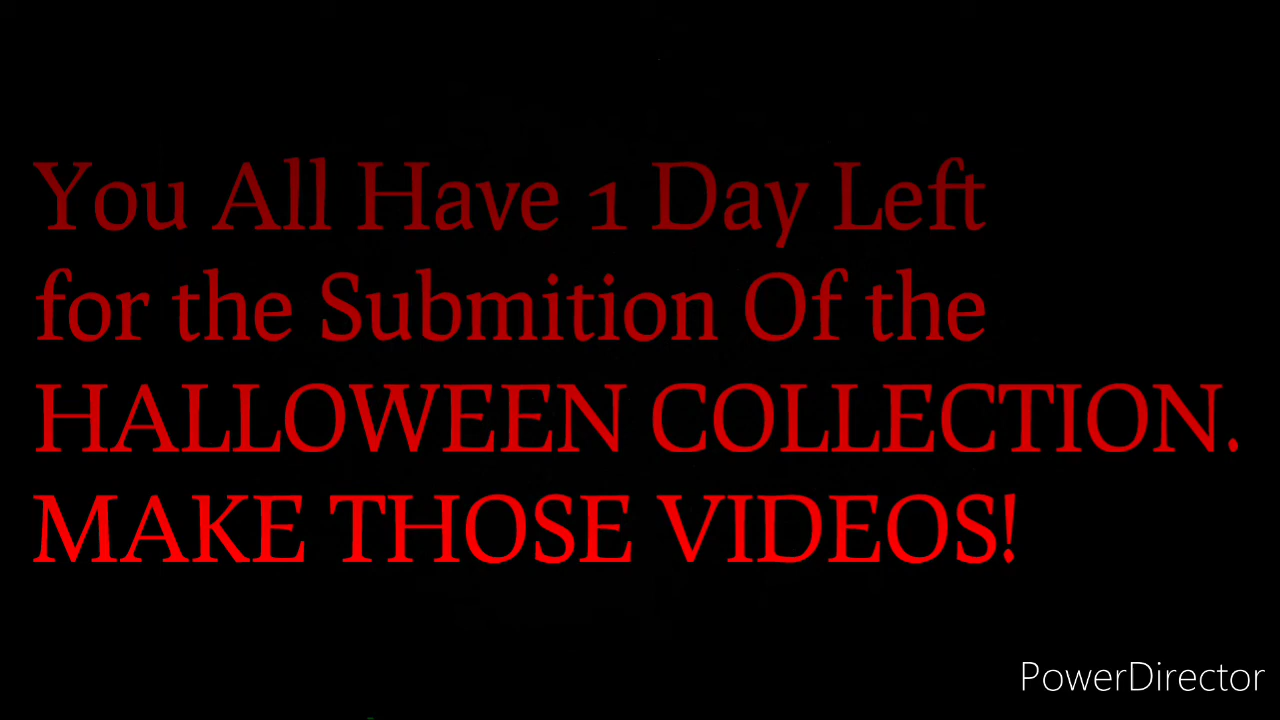 You All Have 1 Day Left
for the Submition Of the
HALLOWEEN COLLECTION.
MAKE THOSE VIDEOS!
PowerDirector